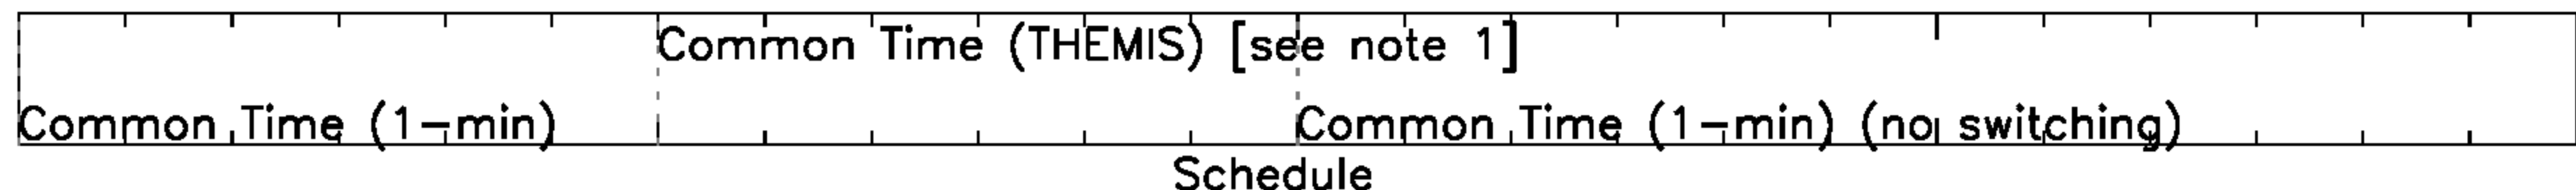 Common Time (THEMIS) [see note 1]
Common Time (1-min)
Common Time (1-min) (no switching)
Schedule